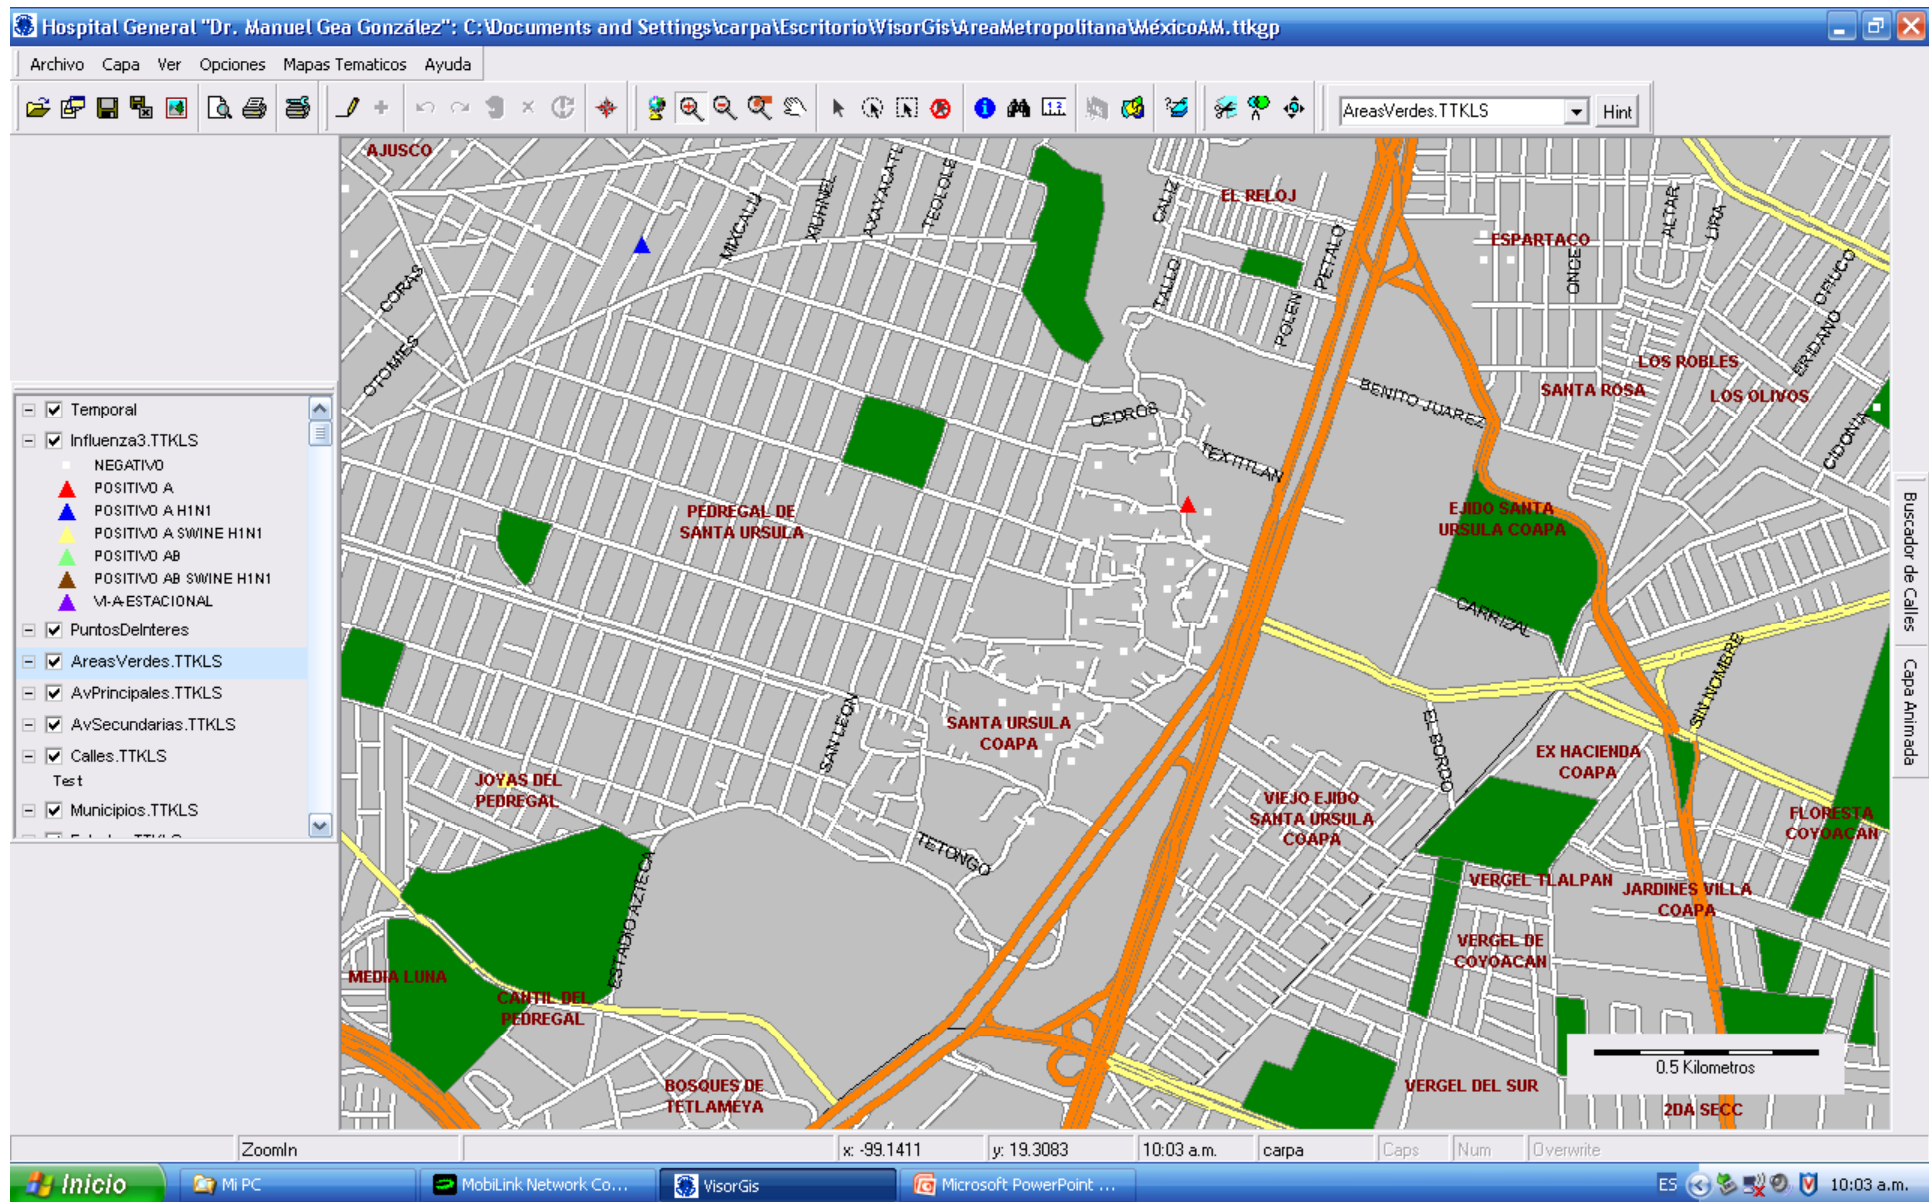 Hospital General "Dr. Manuel Gea González": C:\Documents and Settings\carpa\Escritorio\VisorGis\AreaMetropolitana\MéxicoAM.ttkgp
Archivo Capa Ver Opciones Mapas Tematicos Ayuda
AreasVerdes.TTKLS Hint
AJUSCO
MIXCALLI
XIUHNEL
AXAYACATL
TEOLOLE
CALIZ
EL RELOJ
ALTAR
LIRA
ESPARTACO
PETALO
ONCE
CORAS
TALLO
POLEN
OTOMIES
ERIDANO
LOS ROBLES
SANTA ROSA
LOS OLIVOS
BENITO JUAREZ
CEDROS
TEXTITLAN
CIDONIA
PEDREGAL DE
SANTA URSULA
EJIDO SANTA
URSULA COAPA
CARRIZAL
SIN NOMBRE
SAN LEON
SANTA URSULA
COAPA
EL BORDO
EX HACIENDA
COAPA
JOYAS DEL
PEDREGAL
VIEJO EJIDO
SANTA URSULA
COAPA
FLORESTA
COYOACAN
TETONGO
ESTADIO AZTECA
VERGEL TLALPAN
JARDINES VILLA
COAPA
VERGEL DE
COYOACAN
MEDIA LUNA
CANTIL DEL
PEDREGAL
BOSQUES DE
TETLAMEYA
VERGEL DEL SUR
2DA SECC
0.5 Kilometros
Temporal
Influenza3.TTKLS
NEGATIVO
POSITIVO A
POSITIVO A H1N1
POSITIVO A SWINE H1N1
POSITIVO AB
POSITIVO AB SWINE H1N1
VI-A-ESTACIONAL
PuntosDeInteres
AreasVerdes.TTKLS
AvPrincipales.TTKLS
AvSecundarias.TTKLS
Calles.TTKLS
Test
Municipios.TTKLS
Buscador de Calles
Capa Animada
ZoomIn x: -99.1411 y: 19.3083 10:03 a.m. carpa Caps Num Overwrite
Inicio Mi PC MobiLink Network Co... VisorGis Microsoft PowerPoint ... ES 10:03 a.m.